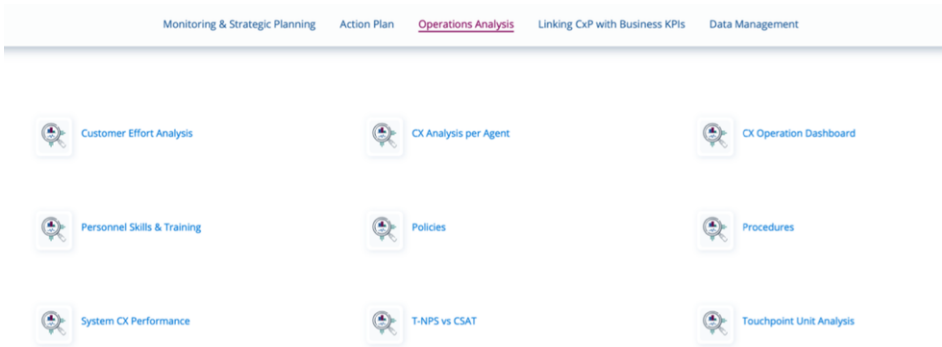 Monitoring & Strategic Planning Action Plan Operations Analysis Linking CxP with Business KPIs Data Management
Customer Effort Analysis CX Analysis per Agent CX Operation Dashboard
Personnel Skills & Training Policies Procedures
System CX Performance T-NPS vs CSAT Touchpoint Unit Analysis